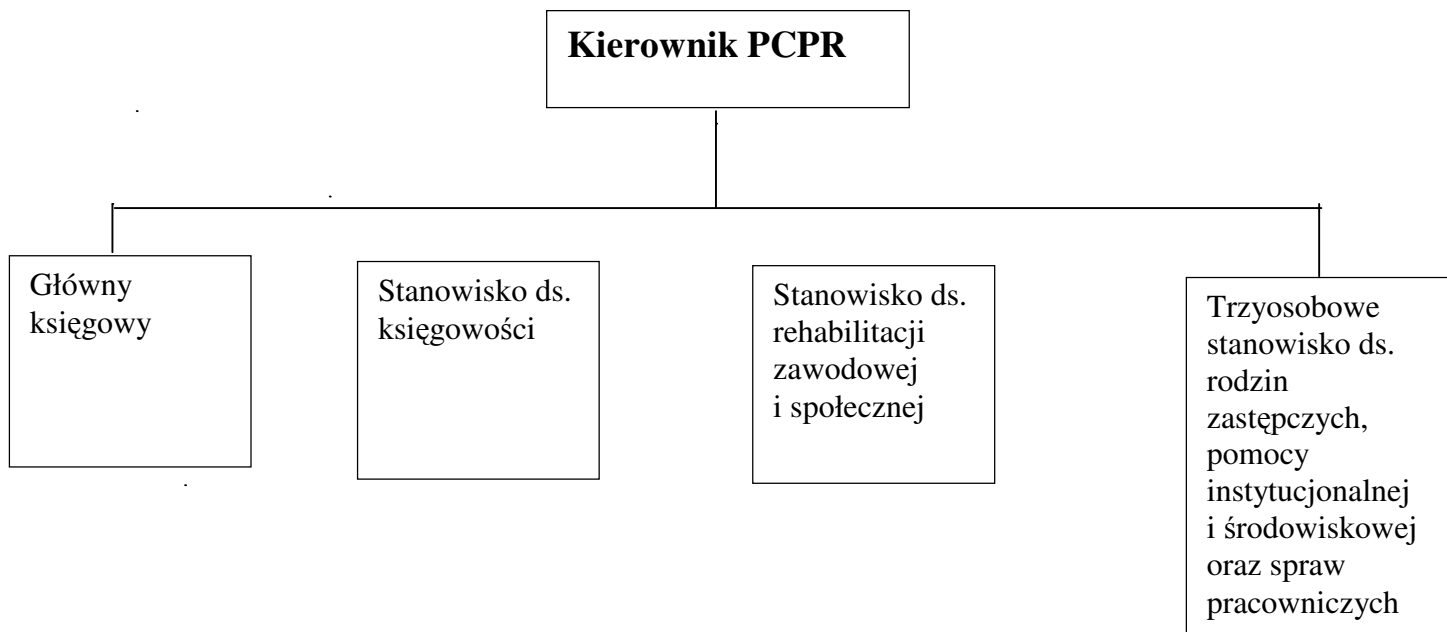 Kierownik PCPR
Główny
księgowy
Stanowisko ds.
księgowości
Stanowisko ds.
rehabilitacji
zawodowej
i społecznej
Trzyosobowe
stanowisko ds.
rodzin
zastępczych,
pomocy
instytucjonalnej
i środowiskowej
oraz spraw
pracowniczych